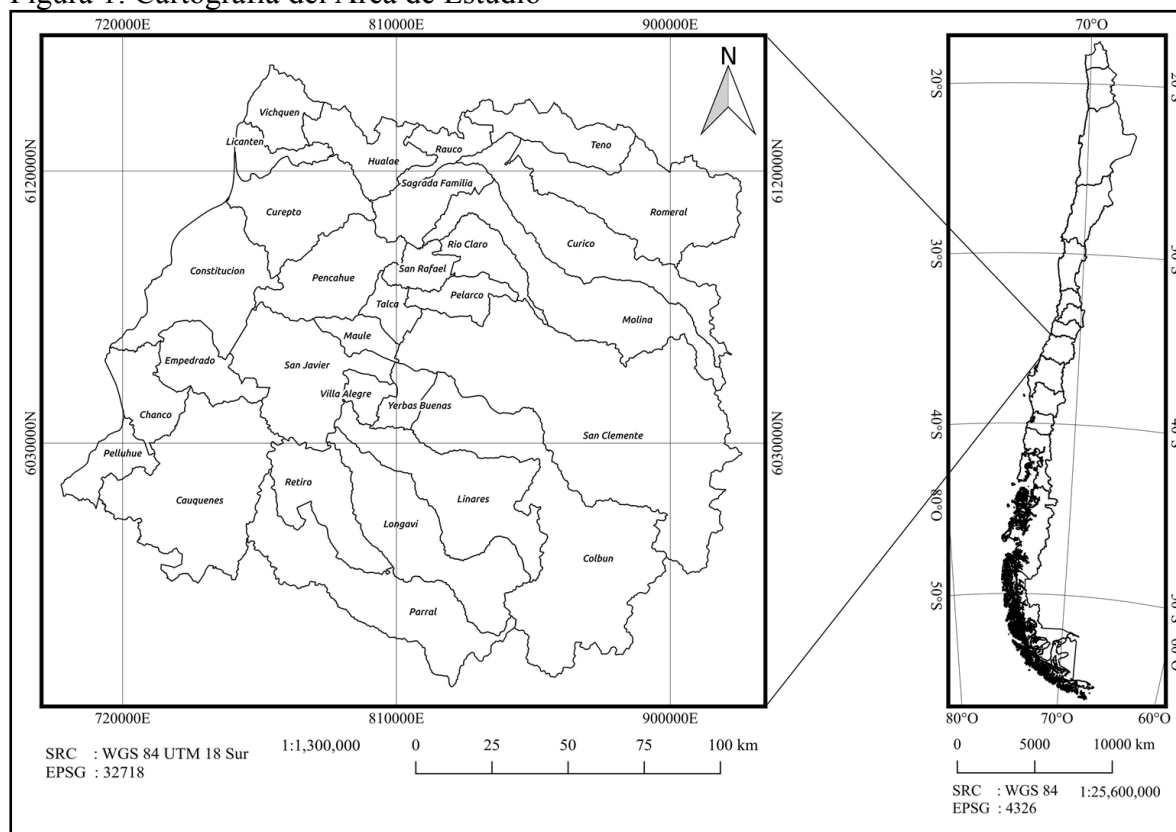 Figura 1. Cartografía del Área de Estudio
720000E 810000E 900000E
70°O
N
20°S
Vichquen
Licanten
Hualae
Rauco
Teno
6120000N
6120000N
Sagrada Familia
Curepto
Romeral
Rio Claro
Curico
30°S
Constitucion
Pencahue
San Rafael
Talca
Pelarco
Molina
Maule
Empedrado
San Javier
Villa Alegre
Yerbas Buenas
Chanco
San Clemente
40°S
6030000N
6030000N
Pelluhue
Retiro
Cauquenes
Linares
80°O
Longavi
Colbun
50°S
Parral
720000E 810000E 900000E
80°O 70°O 60°O
SRC : WGS 84 UTM 18 Sur
EPSG : 32718
1:1,300,000
0 25 50 75 100 km
0 5000 10000 km
SRC : WGS 84 1:25,600,000
EPSG : 4326